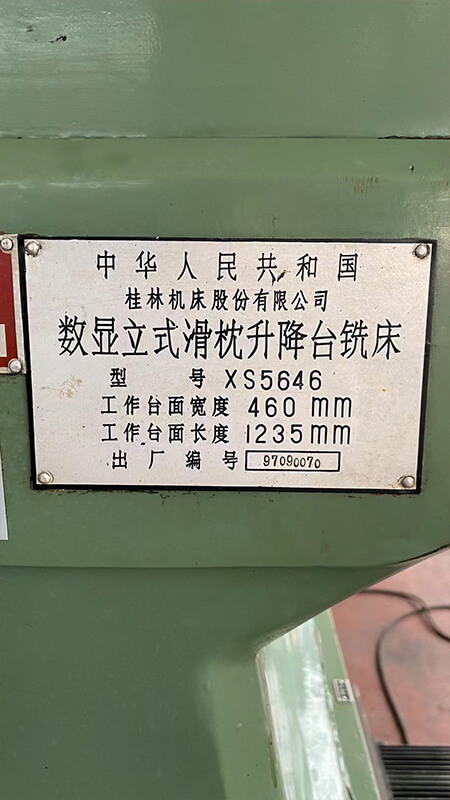 中华人民共和国
桂林机床股份有限公司
数显立式滑枕升降台铣床
型 号 XS5646
工作台面宽度 460 mm
工作台面长度 1235mm
出厂编号 97090070